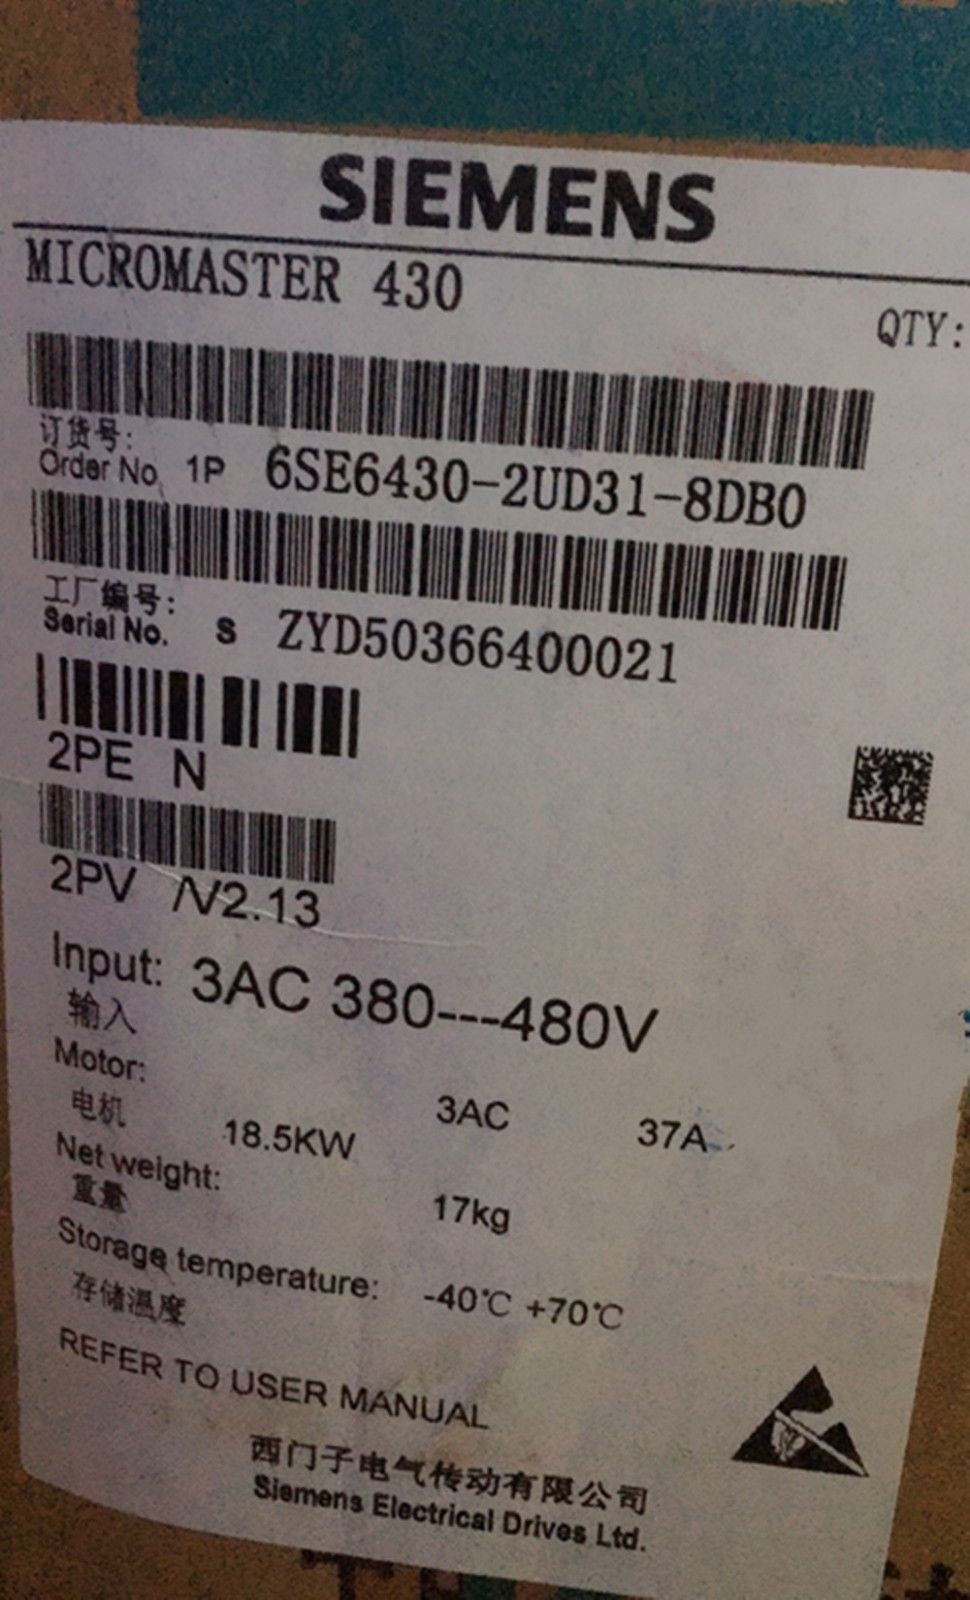 SIEMENS
MICROMASTER 430
QTY:
订货号:
Order No 1P 6SE6430-2UD31-8DB0
工厂编号:
Serial No. S ZYD50366400021
2PE N
2PV /V2.13
Input: 3AC 380---480V
输入
Motor:
电机 18.5KW 3AC 37A
Net weight:
重量 17kg
Storage temperature: -40℃ +70℃
存储温度
REFER TO USER MANUAL
西门子电气传动有限公司
Siemens Electrical Drives Ltd.